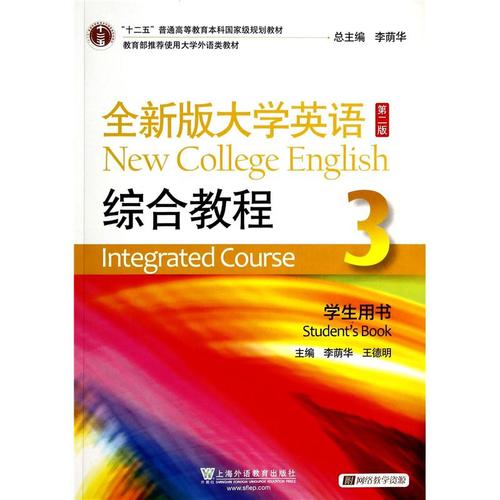 "十二五"普通高等教育本科国家级规划教材
教育部推荐使用大学外语类教材
总主编 李荫华
全新版大学英语
第二版
New College English
综合教程
3
Integrated Course
学生用书
Student's Book
主编 李荫华 王德明
上海外语教育出版社
www.sflep.com
附网络教学资源